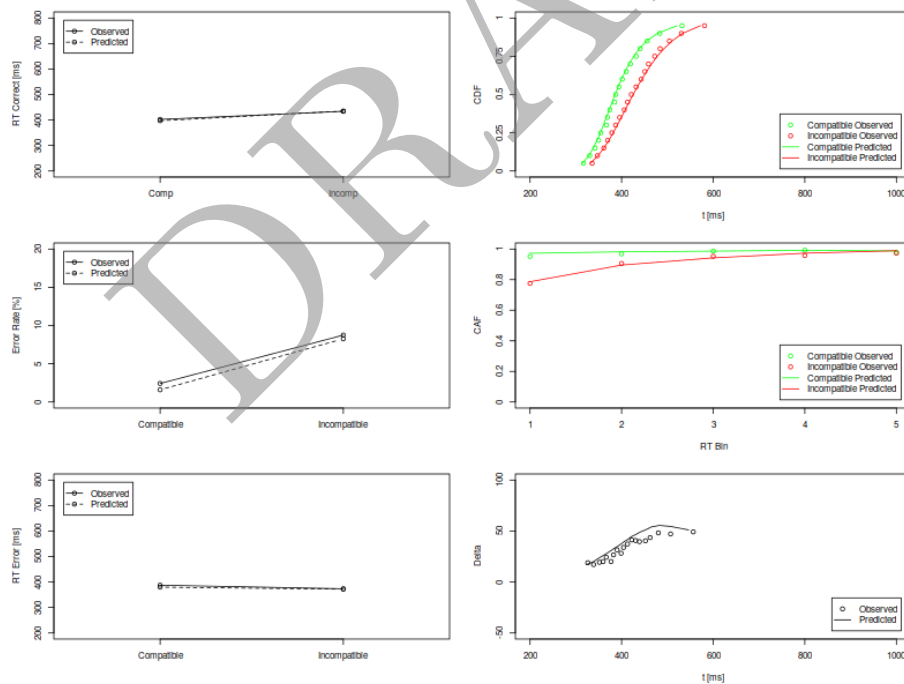 RT Correct [ms]
200 300 400 500 600 700 800
Observed
Predicted
Comp Incomp
CDF
0 0.25 0.5 0.75 1
Compatible Observed
Incompatible Observed
Compatible Predicted
Incompatible Predicted
200 400 600 800 1000
t [ms]
Error Rate [%]
0 5 10 15 20
Observed
Predicted
Compatible Incompatible
CAF
0 0.2 0.4 0.6 0.8 1
Compatible Observed
Incompatible Observed
Compatible Predicted
Incompatible Predicted
1 2 3 4 5
RT Bin
RT Error [ms]
200 300 400 500 600 700 800
Observed
Predicted
Compatible Incompatible
Delta
-50 0 50 100
Observed
Predicted
200 400 600 800 1000
t [ms]
DRA